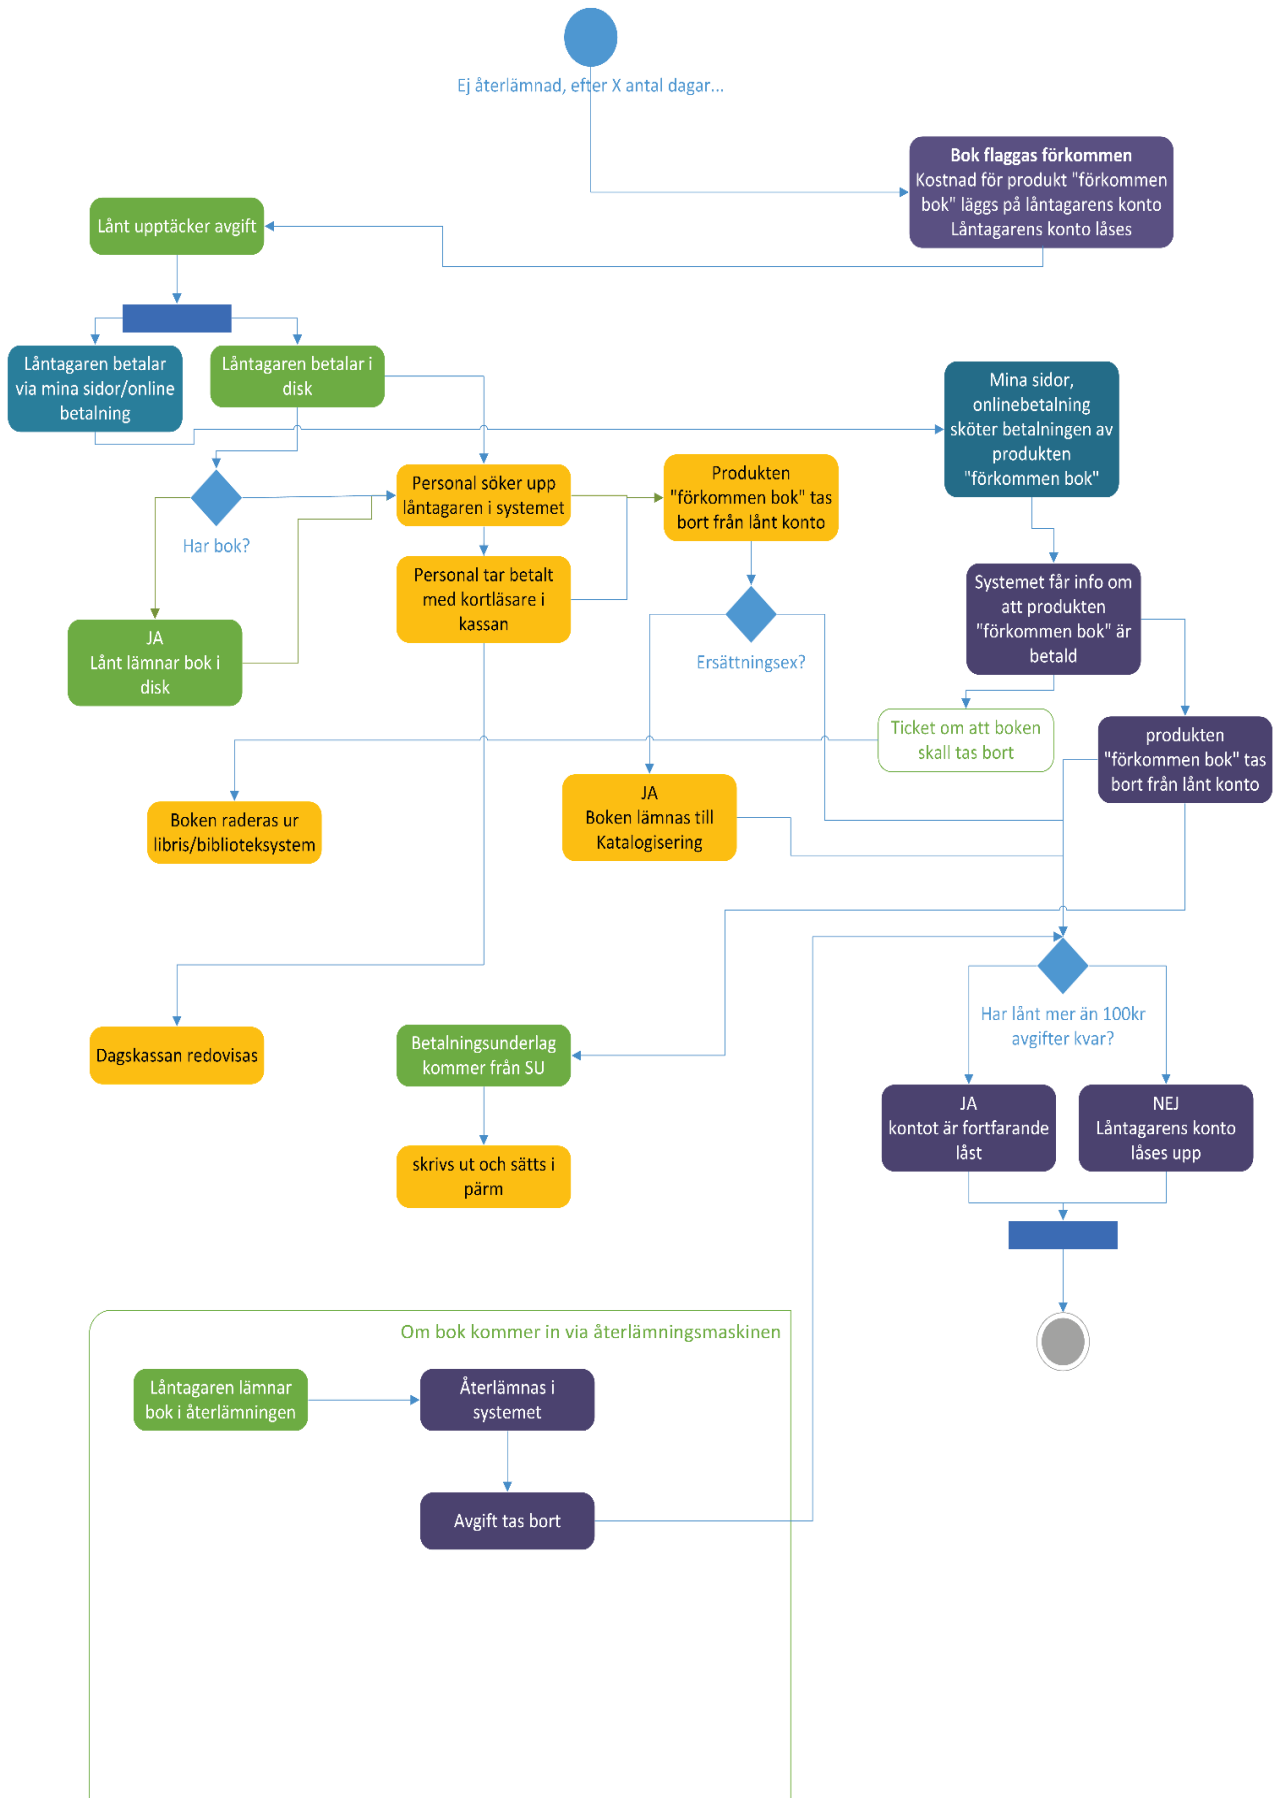 Ej återlämnad, efter X antal dagar...
Bok flaggas förkommen
Kostnad för produkt "förkommen
bok" läggs på låntagarens konto
Låntagarens konto låses
Lånt upptäcker avgift
Låntagaren betalar
via mina sidor/online
betalning
Låntagaren betalar i
disk
Mina sidor,
onlinebetalning
sköter betalningen av
produkten
"förkommen bok"
Har bok?
Personal söker upp
låntagaren i systemet
Produkten
"förkommen bok" tas
bort från lånt konto
Personal tar betalt
med kortläsare i
kassan
Systemet får info om
att produkten
"förkommen bok" är
betald
JA
Lånt lämnar bok i
disk
Ersättningsex?
Ticket om att boken
skall tas bort
produkten
"förkommen bok" tas
bort från lånt konto
Boken raderas ur
libris/biblioteksystem
JA
Boken lämnas till
Katalogisering
Dagskassan redovisas
Betalningsunderlag
kommer från SU
Har lånt mer än 100kr
avgifter kvar?
JA
kontot är fortfarande
låst
NEJ
Låntagarens konto
låses upp
skrivs ut och sätts i
pärm
Om bok kommer in via återlämningsmaskinen
Låntagaren lämnar
bok i återlämningen
Återlämnas i
systemet
Avgift tas bort